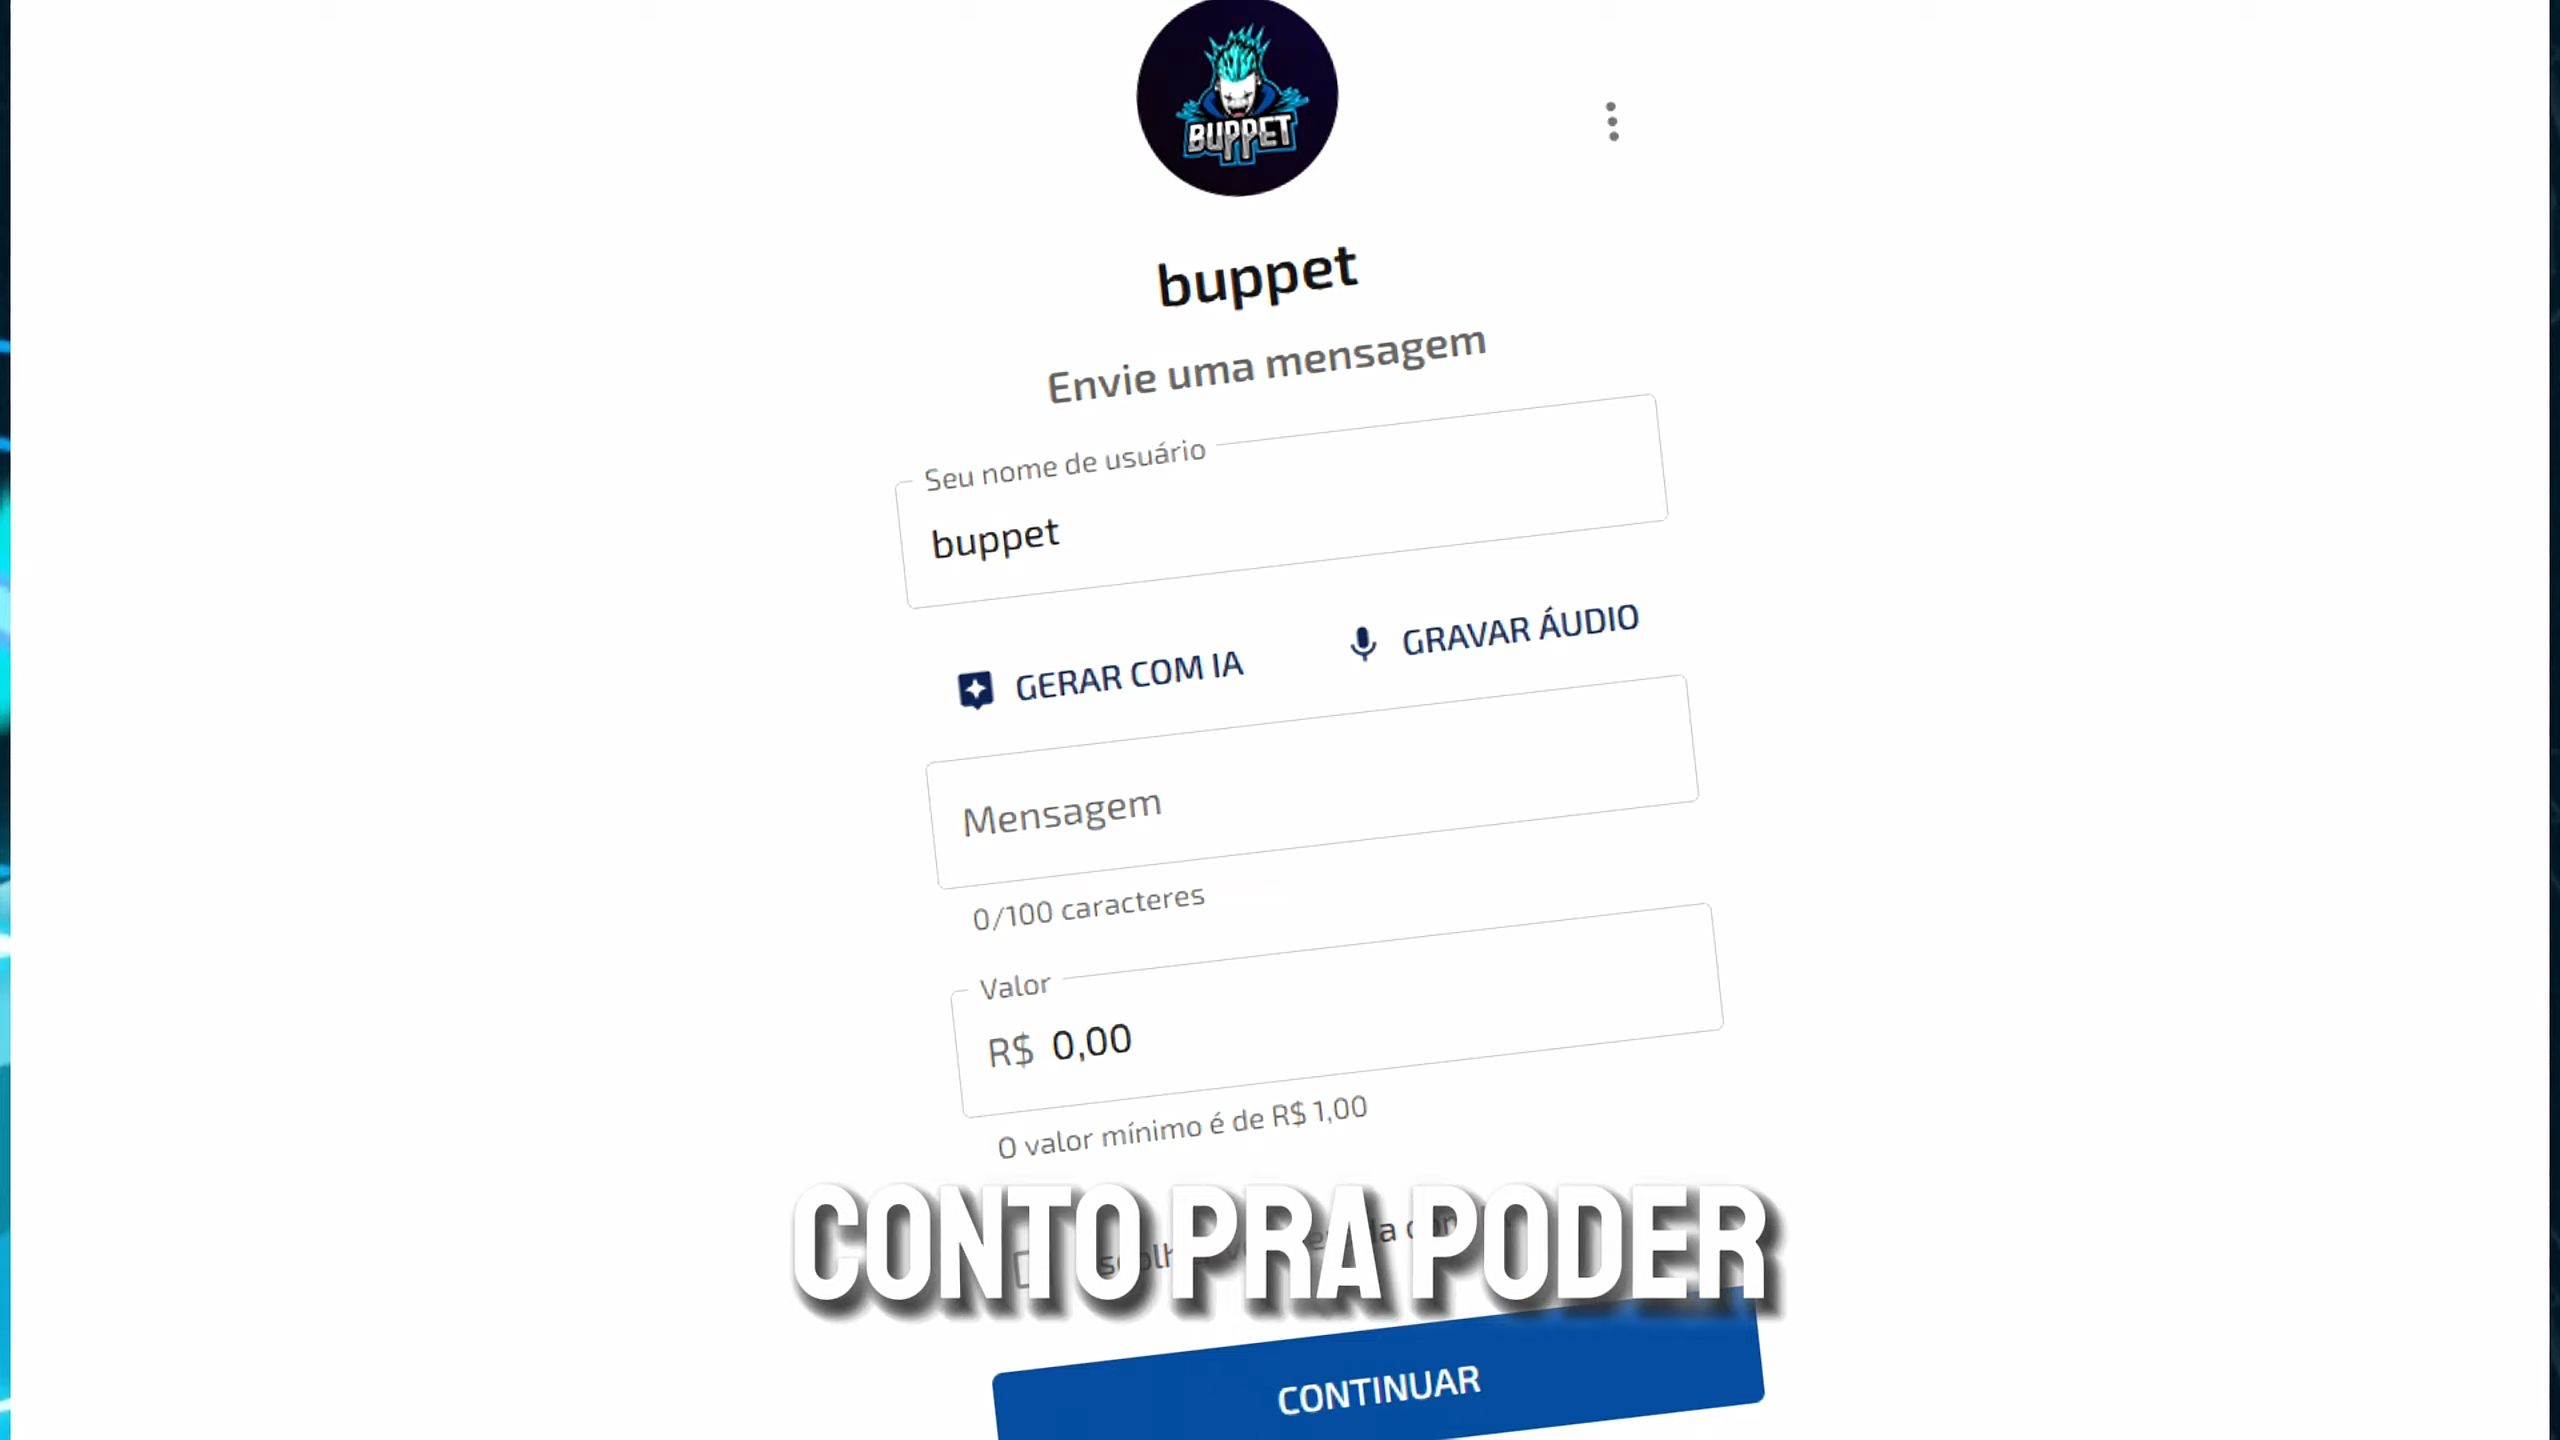 BUPPET
buppet
Envie uma mensagem
Seu nome de usuário
buppet
GERAR COM IA
GRAVAR ÁUDIO
Mensagem
0/100 caracteres
Valor
R$ 0,00
O valor mínimo é de R$ 1,00
CONTO PRA PODER
CONTINUAR